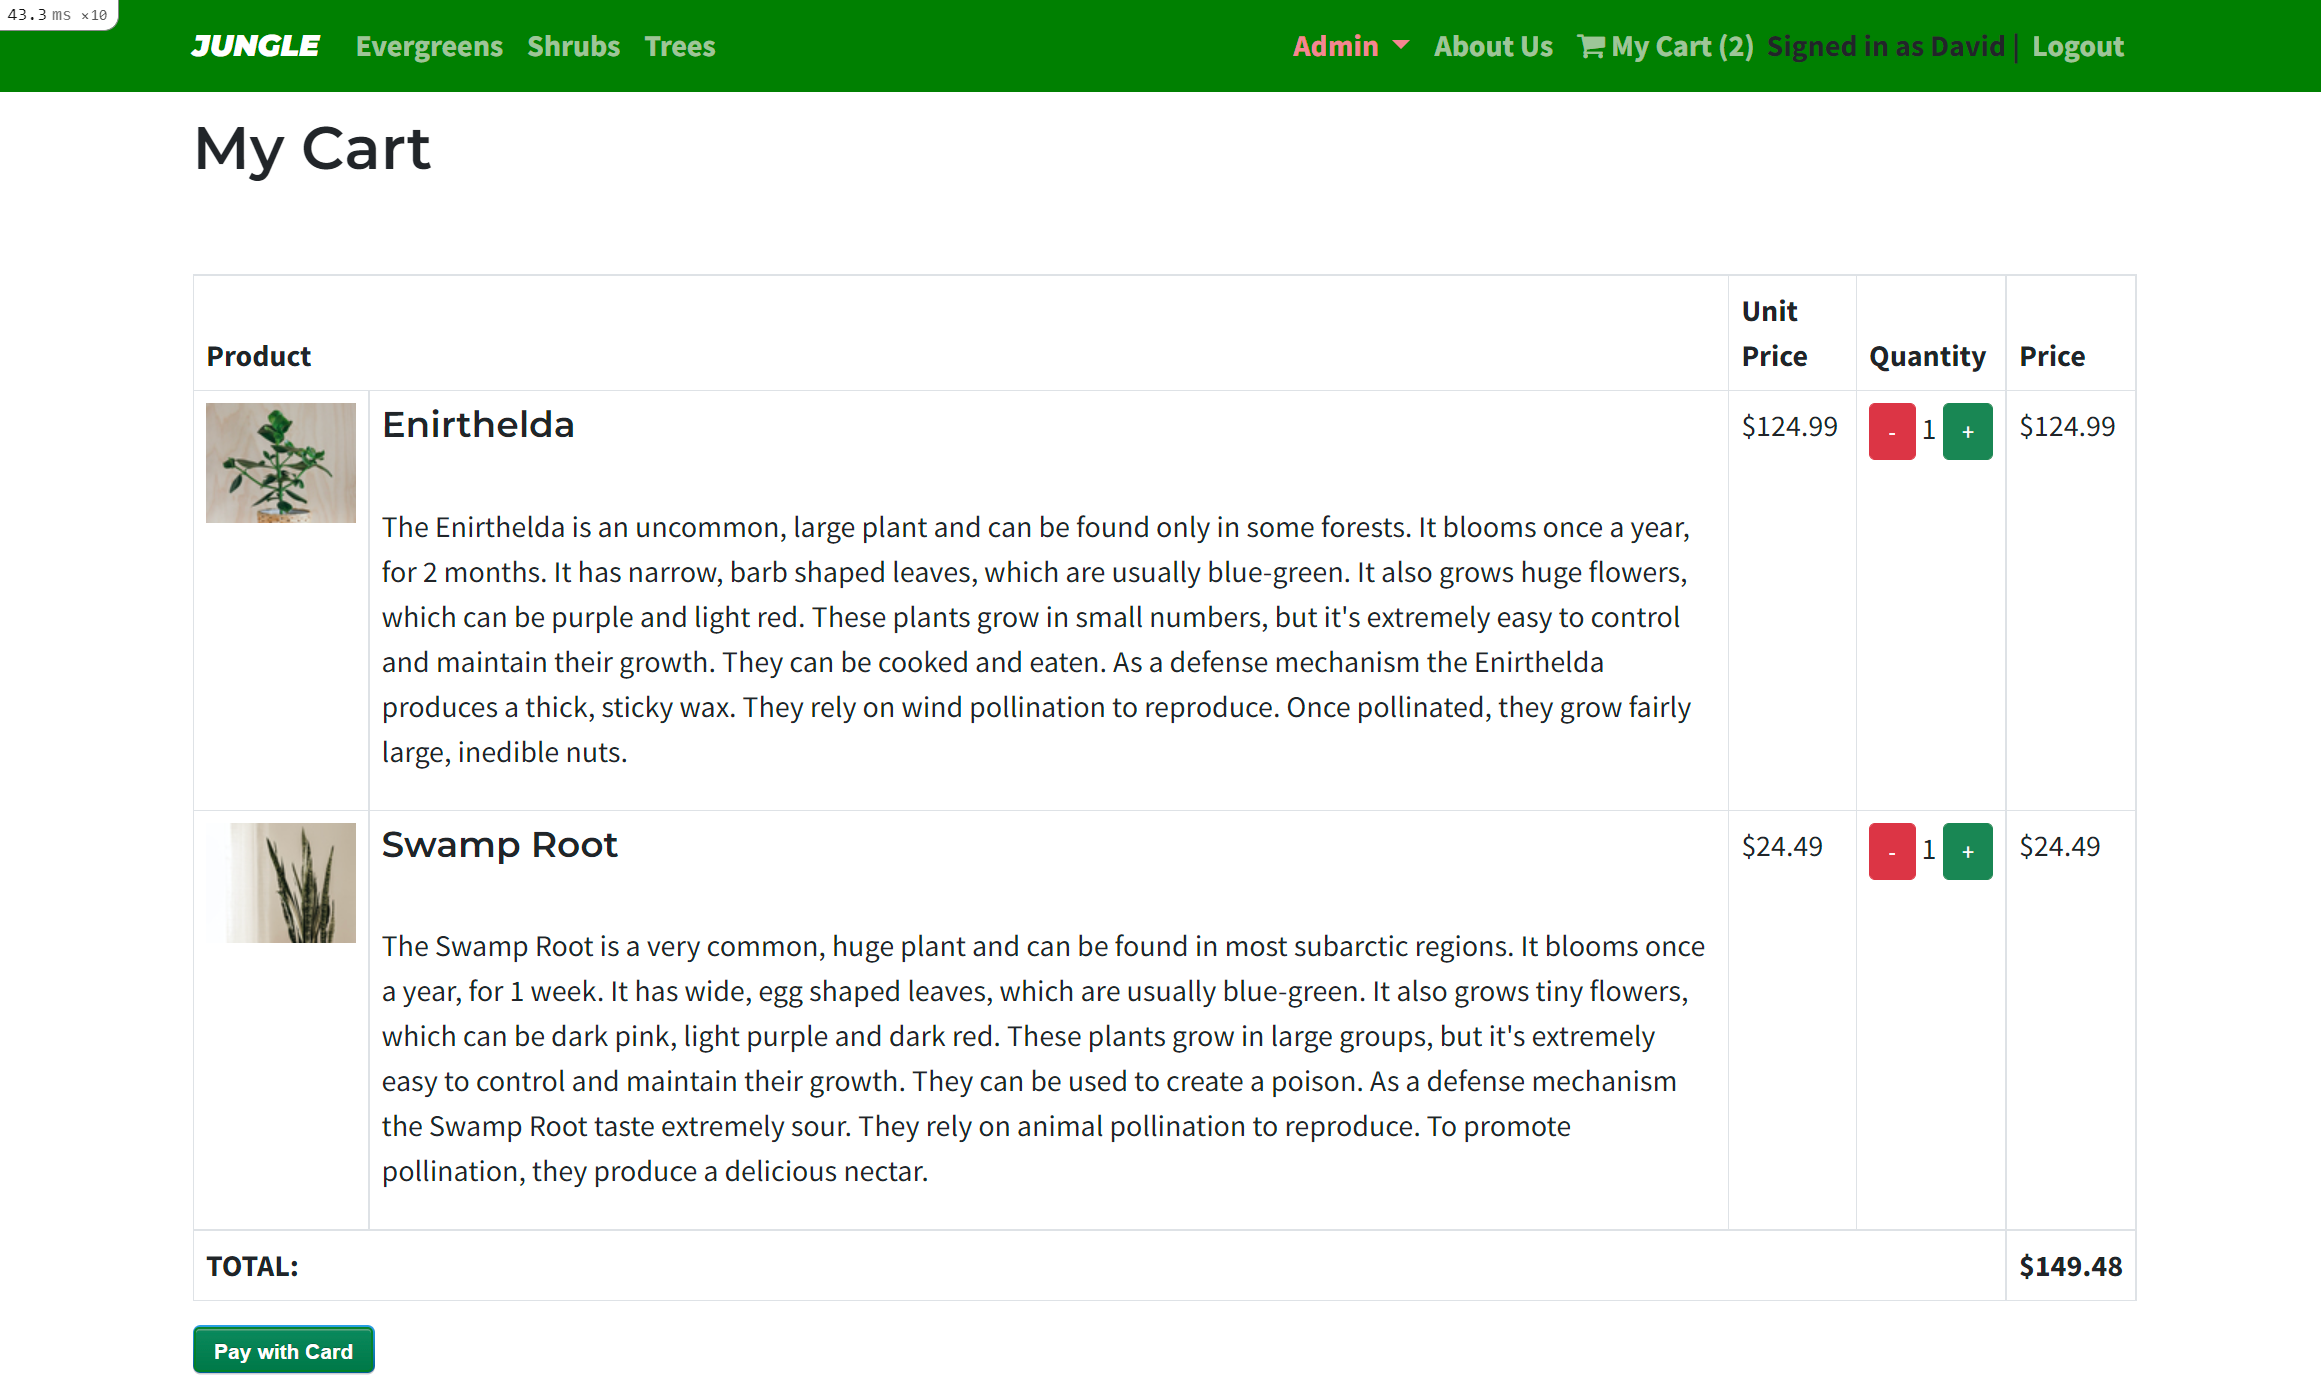 43.3 ms ×10
JUNGLE Evergreens Shrubs Trees Admin About Us My Cart (2) Signed in as David | Logout
My Cart
Product Unit Price Quantity Price
Enirthelda $124.99 - 1 + $124.99
The Enirthelda is an uncommon, large plant and can be found only in some forests. It blooms once a year,
for 2 months. It has narrow, barb shaped leaves, which are usually blue-green. It also grows huge flowers,
which can be purple and light red. These plants grow in small numbers, but it's extremely easy to control
and maintain their growth. They can be cooked and eaten. As a defense mechanism the Enirthelda
produces a thick, sticky wax. They rely on wind pollination to reproduce. Once pollinated, they grow fairly
large, inedible nuts.
Swamp Root $24.49 - 1 + $24.49
The Swamp Root is a very common, huge plant and can be found in most subarctic regions. It blooms once
a year, for 1 week. It has wide, egg shaped leaves, which are usually blue-green. It also grows tiny flowers,
which can be dark pink, light purple and dark red. These plants grow in large groups, but it's extremely
easy to control and maintain their growth. They can be used to create a poison. As a defense mechanism
the Swamp Root taste extremely sour. They rely on animal pollination to reproduce. To promote
pollination, they produce a delicious nectar.
TOTAL: $149.48
Pay with Card